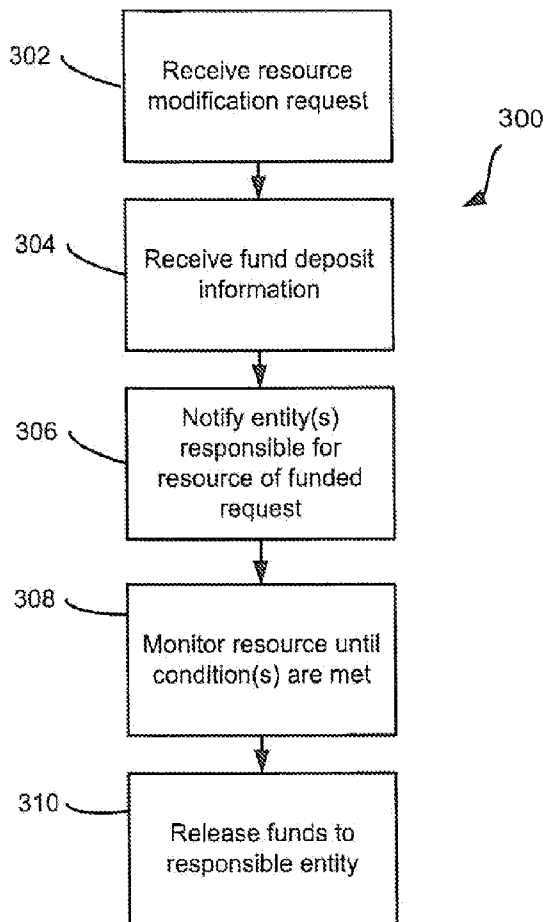 302
Receive resource
modification request
300
304
Receive fund deposit
information
306
Notify entity(s)
responsible for
resource of funded
request
308
Monitor resource until
condition(s) are met
310
Release funds to
responsible entity